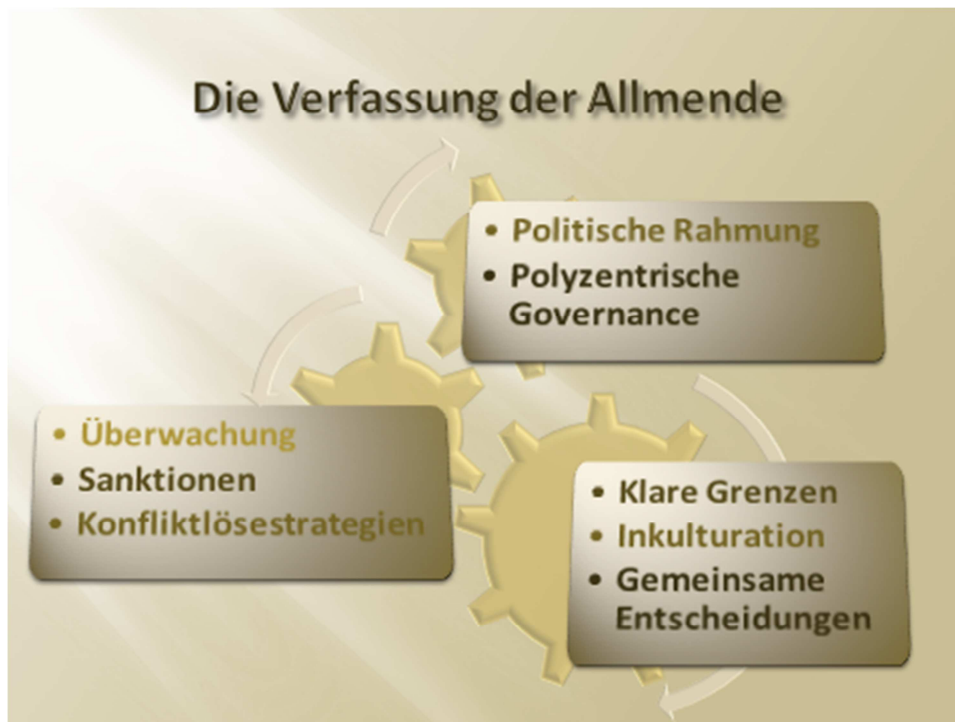 Die Verfassung der Allmende
• Politische Rahmung
• Polyzentrische
Governance
• Überwachung
• Sanktionen
• Konfliktlösestrategien
• Klare Grenzen
• Inkulturation
• Gemeinsame
Entscheidungen